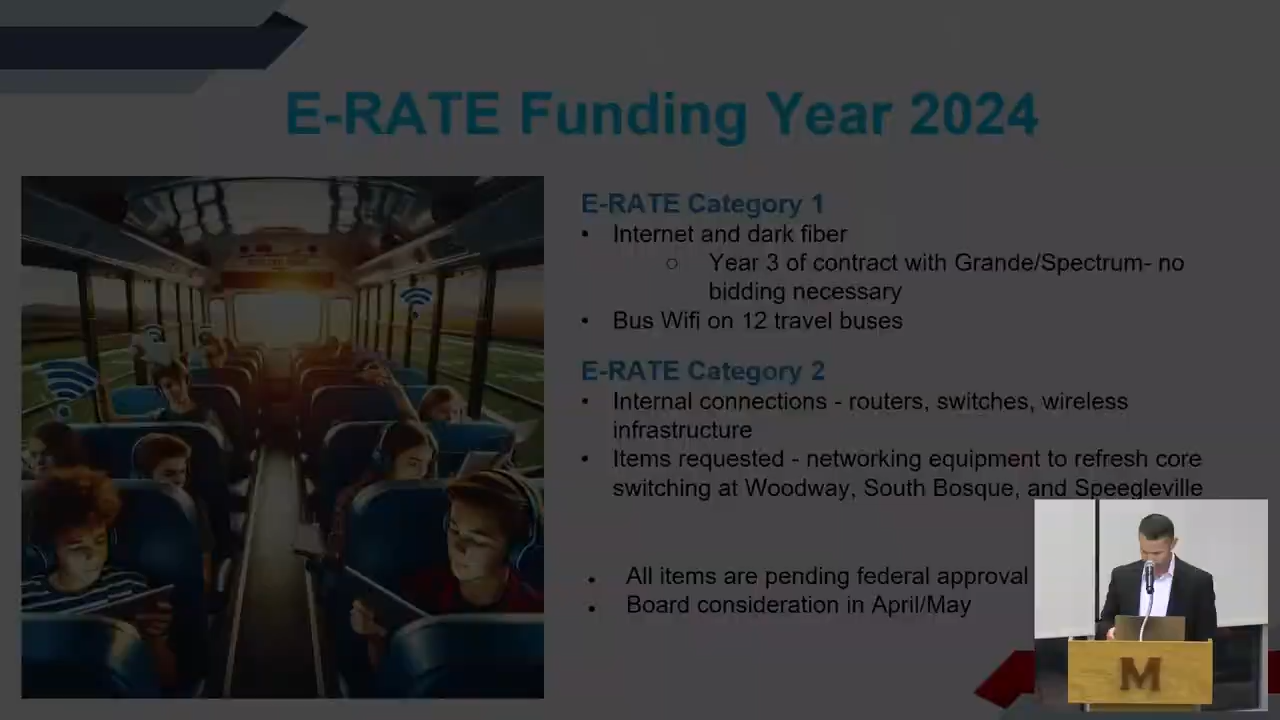 E-RATE Funding Year 2024
E-RATE Category 1
• Internet and dark fiber
○ Year 3 of contract with Grande/Spectrum- no
bidding necessary
• Bus Wifi on 12 travel buses
E-RATE Category 2
• Internal connections - routers, switches, wireless
infrastructure
• Items requested - networking equipment to refresh core
switching at Woodway, South Bosque, and Speegleville
• All items are pending federal approval
• Board consideration in April/May
M